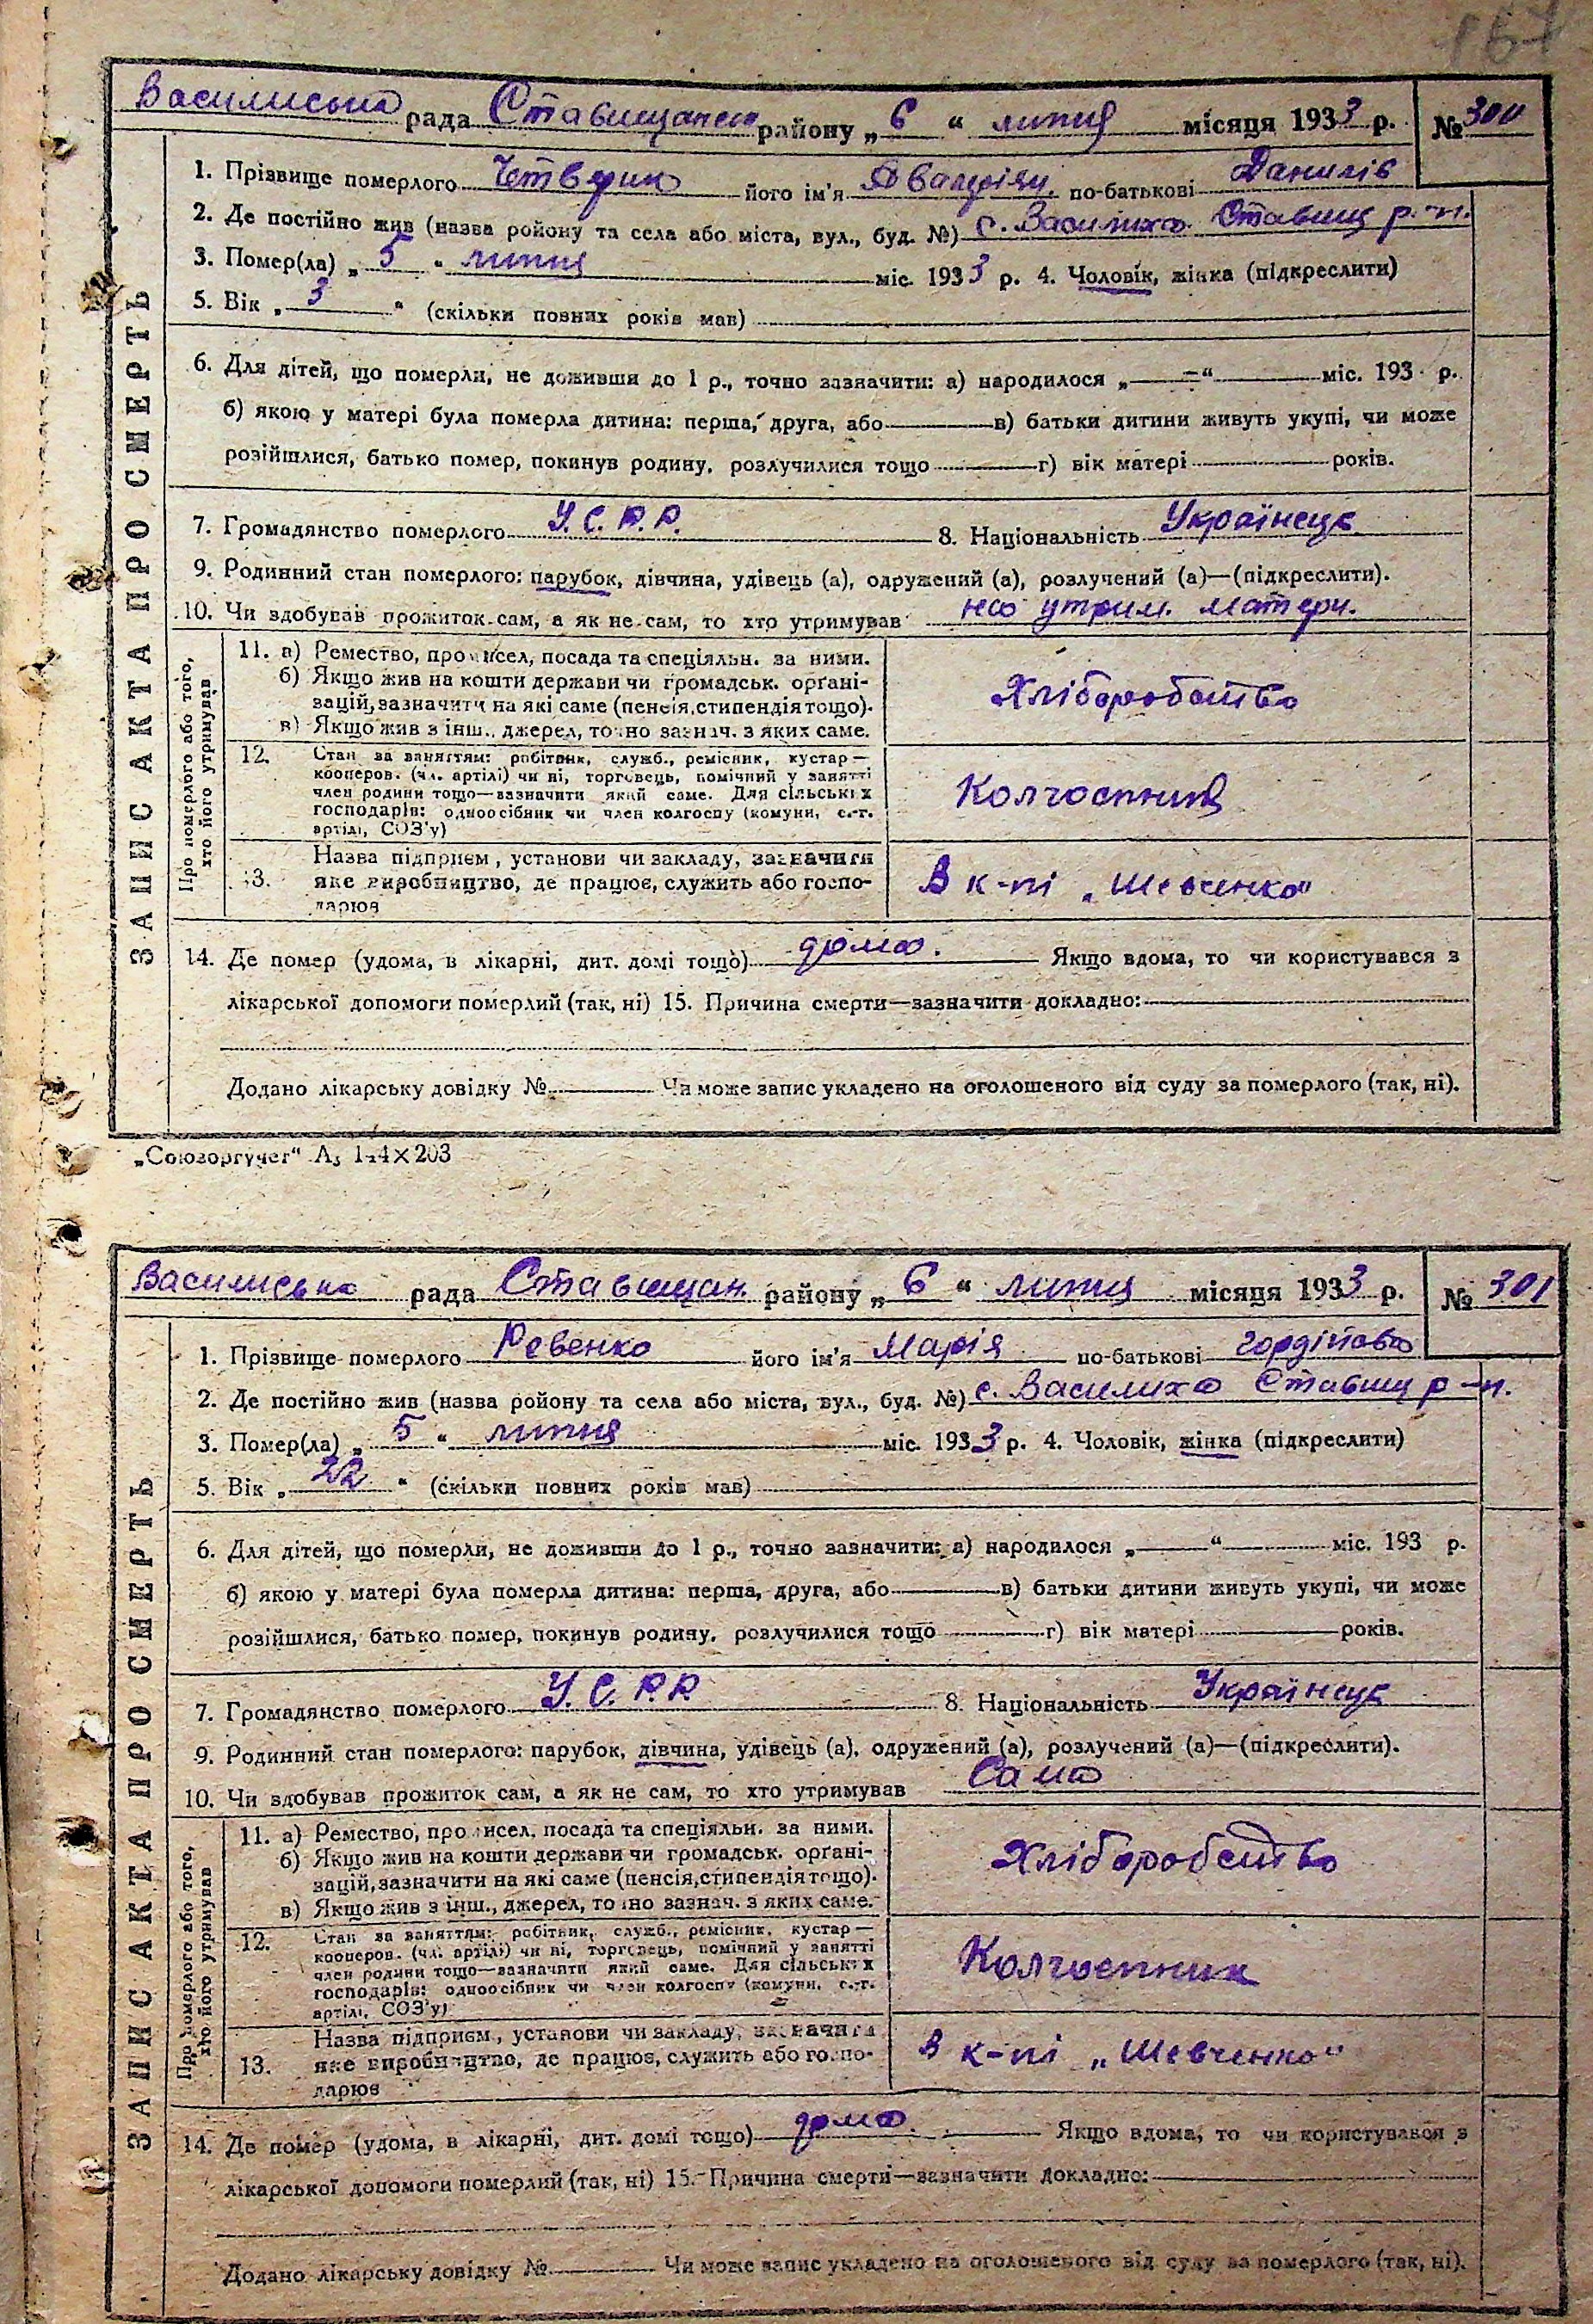 167
Василиська рада Ставищансь району „ 6 “ липня місяця 1933 р. № 300
1. Прізвище померлого Четверик його ім'я по-батькові Данилів
2. Де постійно жив (назва ройону та села або міста, вул., буд. №) с. Василиха Ставищ р-н.
3. Помер(ла) „ 5 “ липня міс. 1933 р. 4. Чоловік, жінка (підкреслити)
5. Вік „ 3 “ (скільки повних років мав)
6. Для дітей, що померли, не доживши до 1 р., точно зазначити: а) народилося „ — “ міс. 193 р.
б) якою у матері була померла дитина: перша, друга, або — в) батьки дитини живуть укупі, чи може
розійшлися, батько помер, покинув родину, розлучилися тощо — г) вік матері — років.
7. Громадянство померлого У.С.Р.Р. 8. Національність Українець
9. Родинний стан померлого: парубок, дівчина, удівець (а), одружений (а), розлучений (а)—(підкреслити).
10. Чи здобував прожиток сам, а як не сам, то хто утримував на утрим. матери.
ЗАПИС АКТА ПРО СМЕРТЬ
Про померлого або того,
хто його утримував
11. а) Ремество, промисел, посада та спеціяльн. за ними.
б) Якщо жив на кошти держави чи громадськ. орґані-
зацій, зазначити на які саме (пенсія, стипендія тощо).
в) Якщо жив з інш., джерел, точно зазнач. з яких саме.
Хліборобство
12. Стан за заняттям: робітник, служб., ремісник, кустар —
кооперов. (чл. артілі) чи ні, торговець, помічний у занятті
член родини тощо—зазначити який саме. Для сільських
господарів: одноосібник чи член колгоспу (комуни, с.-г.
артілі, СОЗ'у)
Колгоспник
13. Назва підприєм., установи чи закладу, зазначити
яке виробництво, де працює, служить або госпо-
дарює
В к-пі „Шевченко“
14. Де помер (удома, в лікарні, дит. домі тощо) дома. Якщо вдома, то чи користувався з
лікарської допомоги померлий (так, ні) 15. Причина смерти—зазначити докладно: —
Додано лікарську довідку № — Чи може запис укладено на оголошеного від суду за померлого (так, ні).
„Союзоргучет“ А5 144×203
Василиська рада Ставищан. району „ 6 “ липня місяця 1933 р. № 301
1. Прізвище померлого Ревенко його ім'я Марія по-батькові Гордіївна
2. Де постійно жив (назва ройону та села або міста, вул., буд. №) с. Василиха Ставищ р-н.
3. Помер(ла) „ 5 “ липня міс. 1933 р. 4. Чоловік, жінка (підкреслити)
5. Вік „ 22 “ (скільки повних років мав)
6. Для дітей, що померли, не доживши до 1 р., точно зазначити: а) народилося „ — “ міс. 193 р.
б) якою у матері була померла дитина: перша, друга, або — в) батьки дитини живуть укупі, чи може
розійшлися, батько помер, покинув родину, розлучилися тощо — г) вік матері — років.
7. Громадянство померлого У.С.Р.Р. 8. Національність Українець
9. Родинний стан померлого: парубок, дівчина, удівець (а), одружений (а), розлучений (а)—(підкреслити).
10. Чи здобував прожиток сам, а як не сам, то хто утримував Сама
ЗАПИС АКТА ПРО СМЕРТЬ
Про померлого або того,
хто його утримував
11. а) Ремество, промисел, посада та спеціяльн. за ними.
б) Якщо жив на кошти держави чи громадськ. орґані-
зацій, зазначити на які саме (пенсія, стипендія тощо).
в) Якщо жив з інш., джерел, точно зазнач. з яких саме.
Хліборобство
12. Стан за заняттям: робітник, служб., ремісник, кустар —
кооперов. (чл. артілі) чи ні, торговець, помічний у занятті
член родини тощо—зазначити який саме. Для сільських
господарів: одноосібник чи член колгоспу (комуни, с.-г.
артілі, СОЗ'у)
Колгоспник
13. Назва підприєм., установи чи закладу, зазначити
яке виробництво, де працює, служить або госпо-
дарює
В к-пі „Шевченко“
14. Де помер (удома, в лікарні, дит. домі тощо) дома. Якщо вдома, то чи користувався з
лікарської допомоги померлий (так, ні) 15. Причина смерти—зазначити докладно: —
Додано лікарську довідку № — Чи може запис укладено на оголошеного від суду за померлого (так, ні).